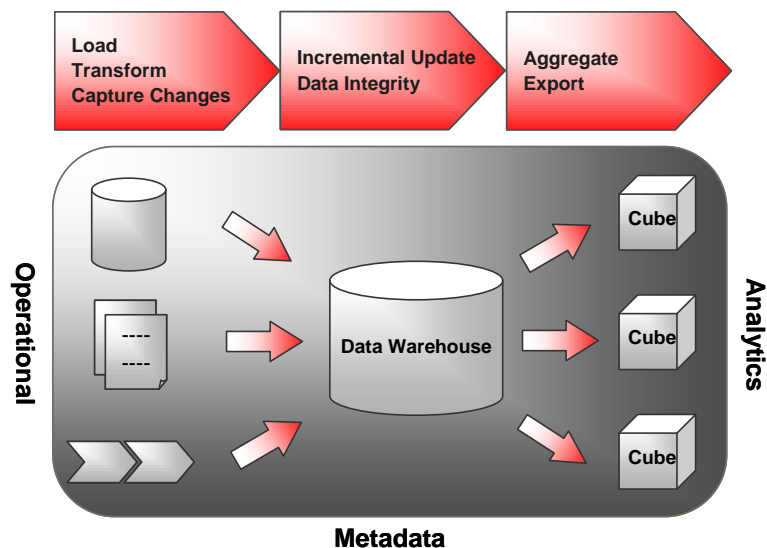 Load
Transform
Capture Changes
Incremental Update
Data Integrity
Aggregate
Export
Operational
----
----
Data Warehouse
Cube
Cube
Cube
Analytics
Metadata